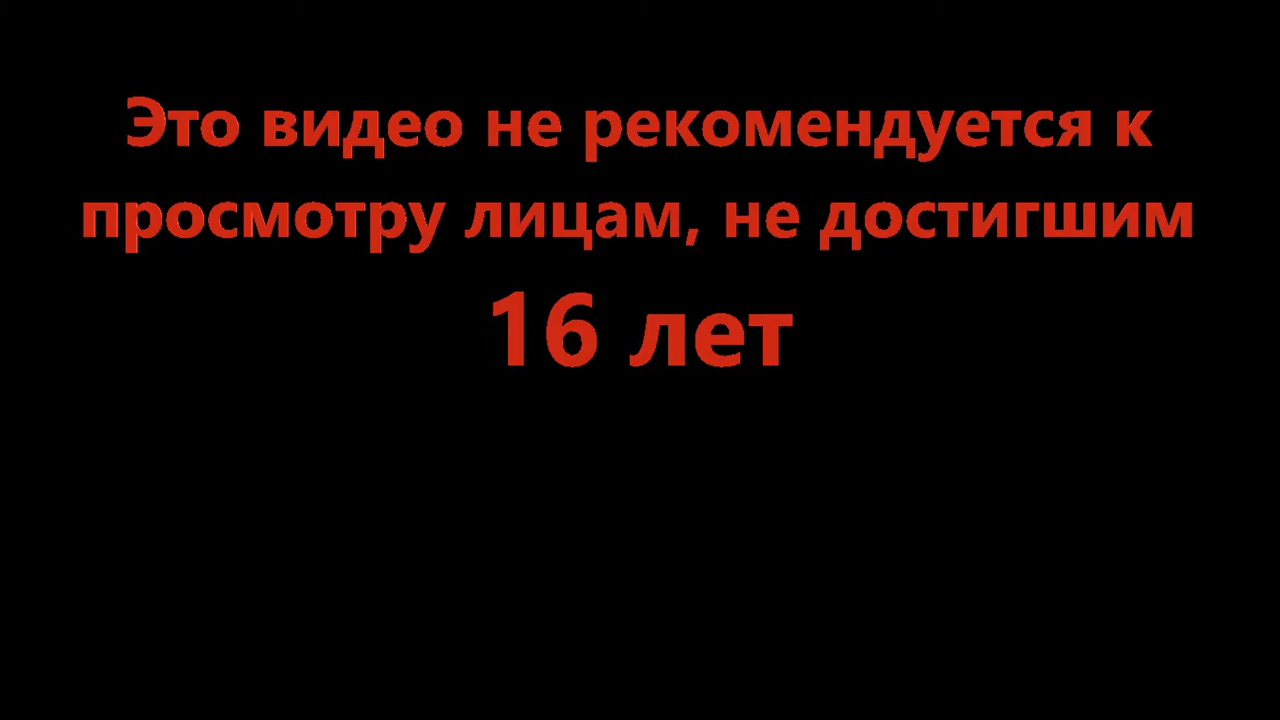 Это видео не рекомендуется к
просмотру лицам, не достигшим
16 лет